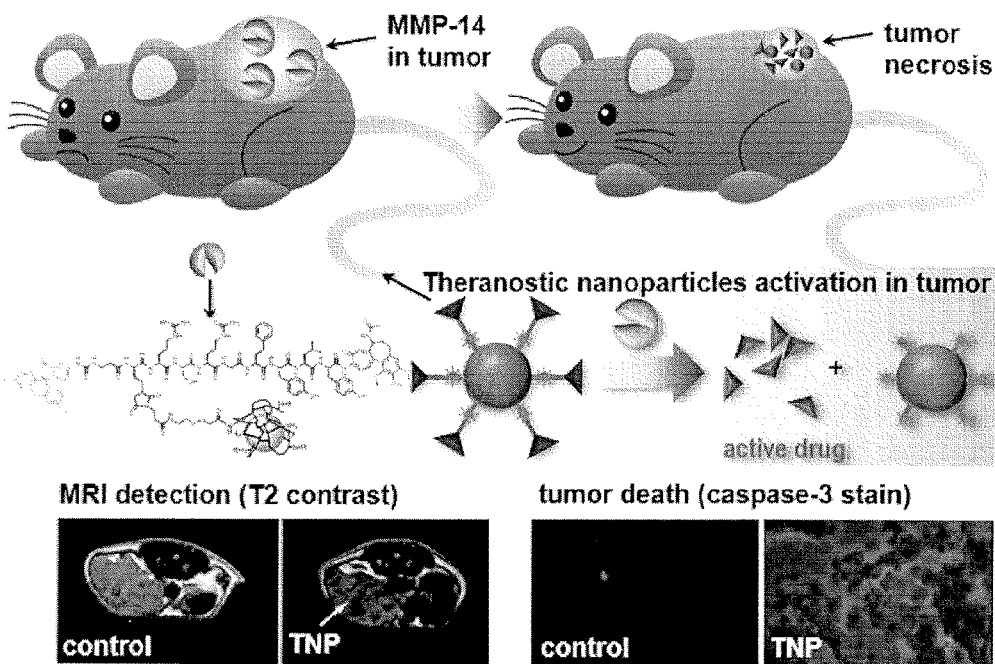 MMP-14
in tumor
tumor
necrosis
Theranostic nanoparticles activation in tumor
+
active drug
MRI detection (T2 contrast)
tumor death (caspase-3 stain)
control
TNP
control
TNP